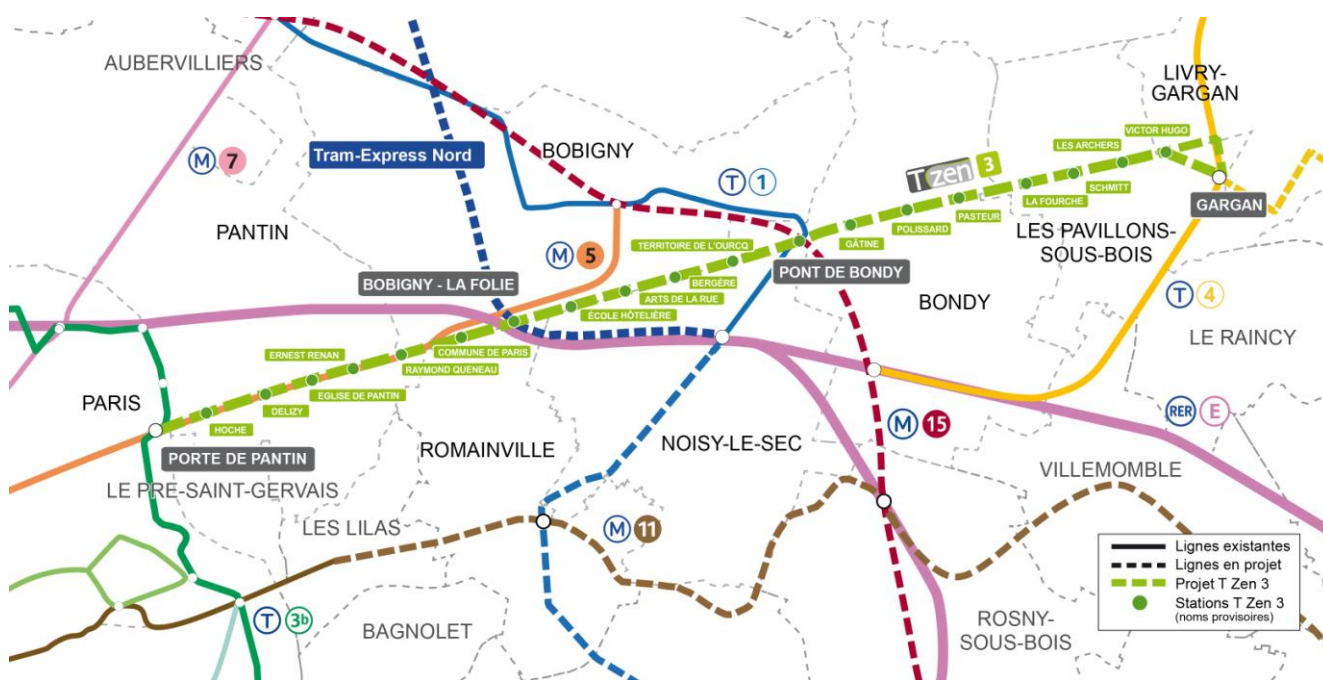 AUBERVILLIERS
LIVRY-
GARGAN
VICTOR HUGO
LES ARCHERS
Tram-Express Nord
BOBIGNY
M 7
T 1
Tzen 3
SCHMITT
LA FOURCHE
PASTEUR
POLISSARD
GÂTINE
GARGAN
PANTIN
M 5
TERRITOIRE DE L'OURCQ
LES PAVILLONS-
SOUS-BOIS
BOBIGNY - LA FOLIE
BERGÈRE
PONT DE BONDY
ARTS DE LA RUE
ÉCOLE HÔTELIÈRE
BONDY
T 4
LE RAINCY
ERNEST RENAN
COMMUNE DE PARIS
RAYMOND QUENEAU
EGLISE DE PANTIN
DELIZY
HOCHE
PARIS
RER E
M 15
ROMAINVILLE
NOISY-LE-SEC
PORTE DE PANTIN
VILLEMOMBLE
LE PRE-SAINT-GERVAIS
LES LILAS
M 11
Lignes existantes
Lignes en projet
Projet T Zen 3
Stations T Zen 3
(noms provisoires)
T 3b
BAGNOLET
ROSNY-
SOUS-BOIS